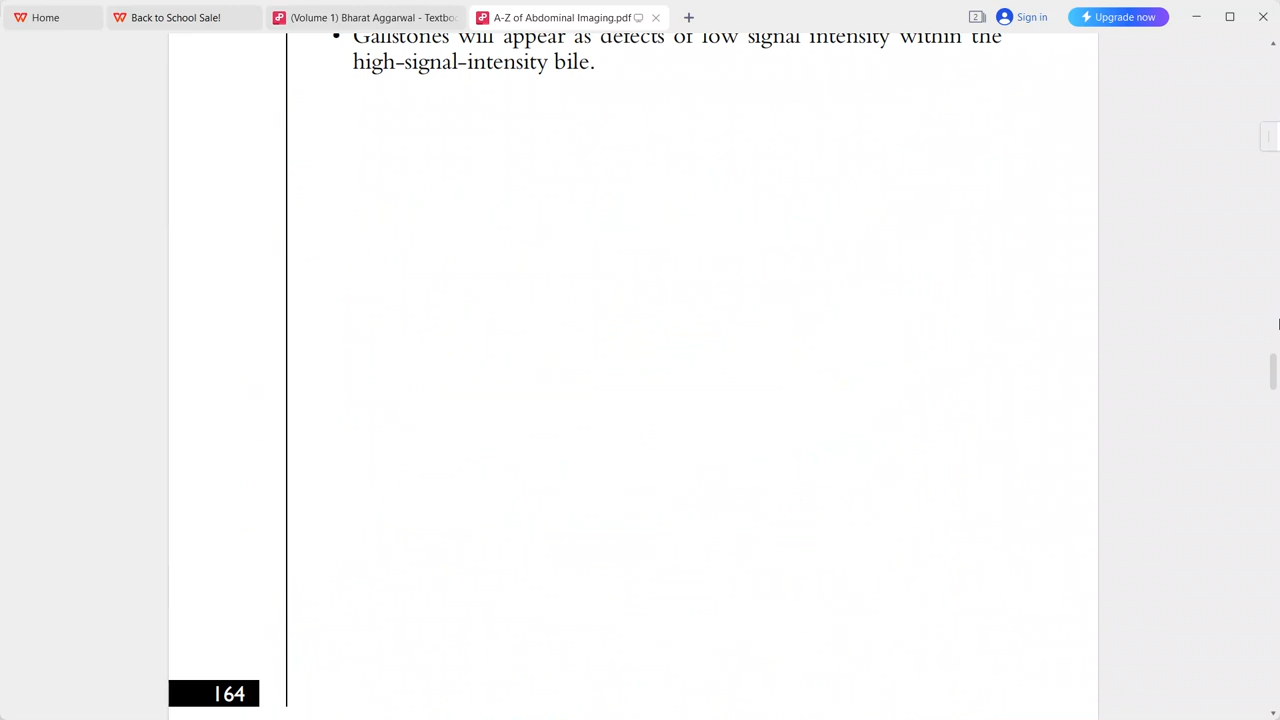 Home
Back to School Sale!
(Volume 1) Bharat Aggarwal - Textbo
A-Z of Abdominal Imaging.pdf
2
Sign in
Upgrade now
• Gallstones will appear as defects of low signal intensity within the
high-signal-intensity bile.
164